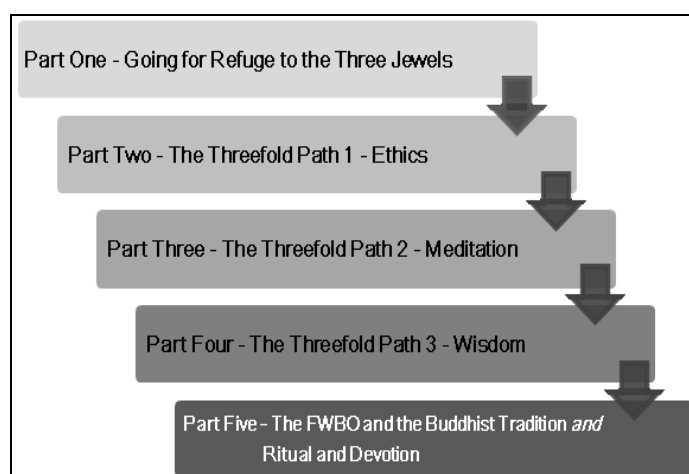 Part One - Going for Refuge to the Three Jewels
Part Two - The Threefold Path 1 - Ethics
Part Three - The Threefold Path 2 - Meditation
Part Four - The Threefold Path 3 - Wisdom
Part Five - The FWBO and the Buddhist Tradition and
Ritual and Devotion